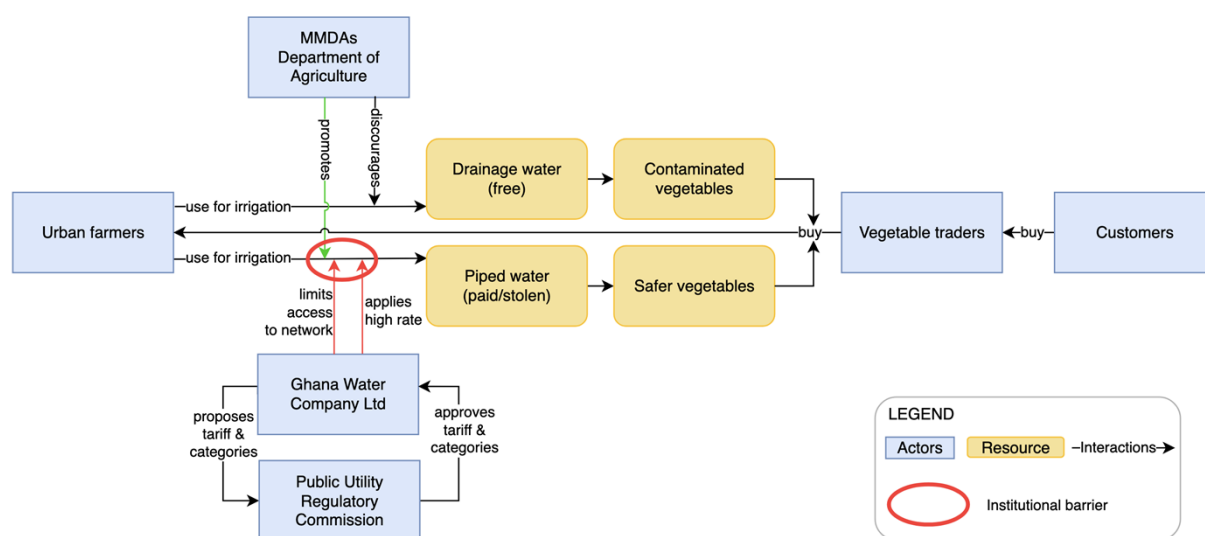 MMDAs
Department of
Agriculture
promotes
discourages
Drainage water
(free)
Contaminated
vegetables
use for irrigation
Urban farmers
buy
Vegetable traders
buy
Customers
use for irrigation
Piped water
(paid/stolen)
Safer vegetables
limits
access
to network
applies
high rate
Ghana Water
Company Ltd
proposes
tariff &
categories
approves
tariff &
categories
Public Utility
Regulatory
Commission
LEGEND
Actors
Resource
Interactions
Institutional barrier